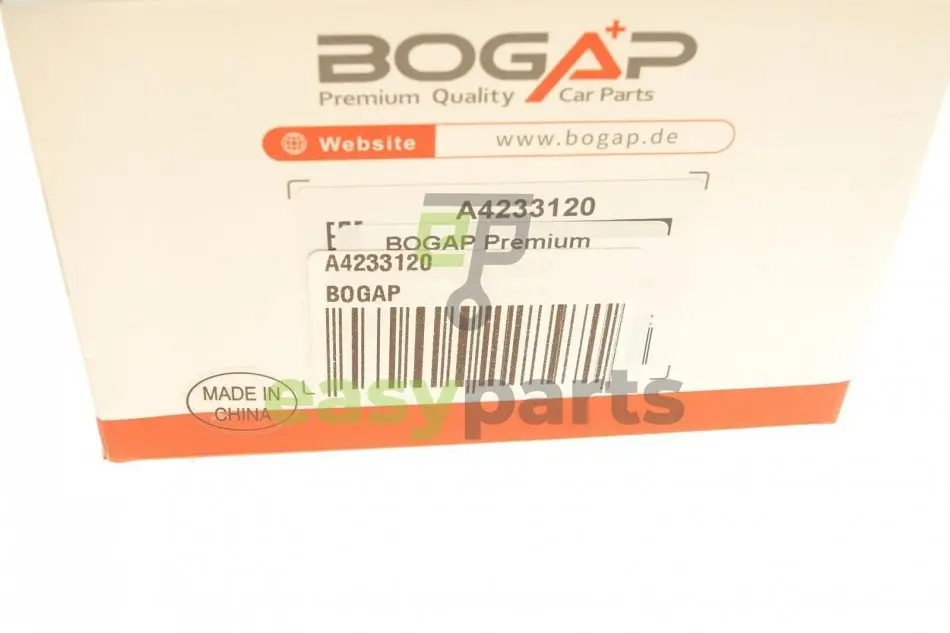 BOGAP
Premium Quality Car Parts
Website www.bogap.de
A4233120
BOGAP Premium
A4233120
BOGAP
MADE IN
CHINA
easyparts